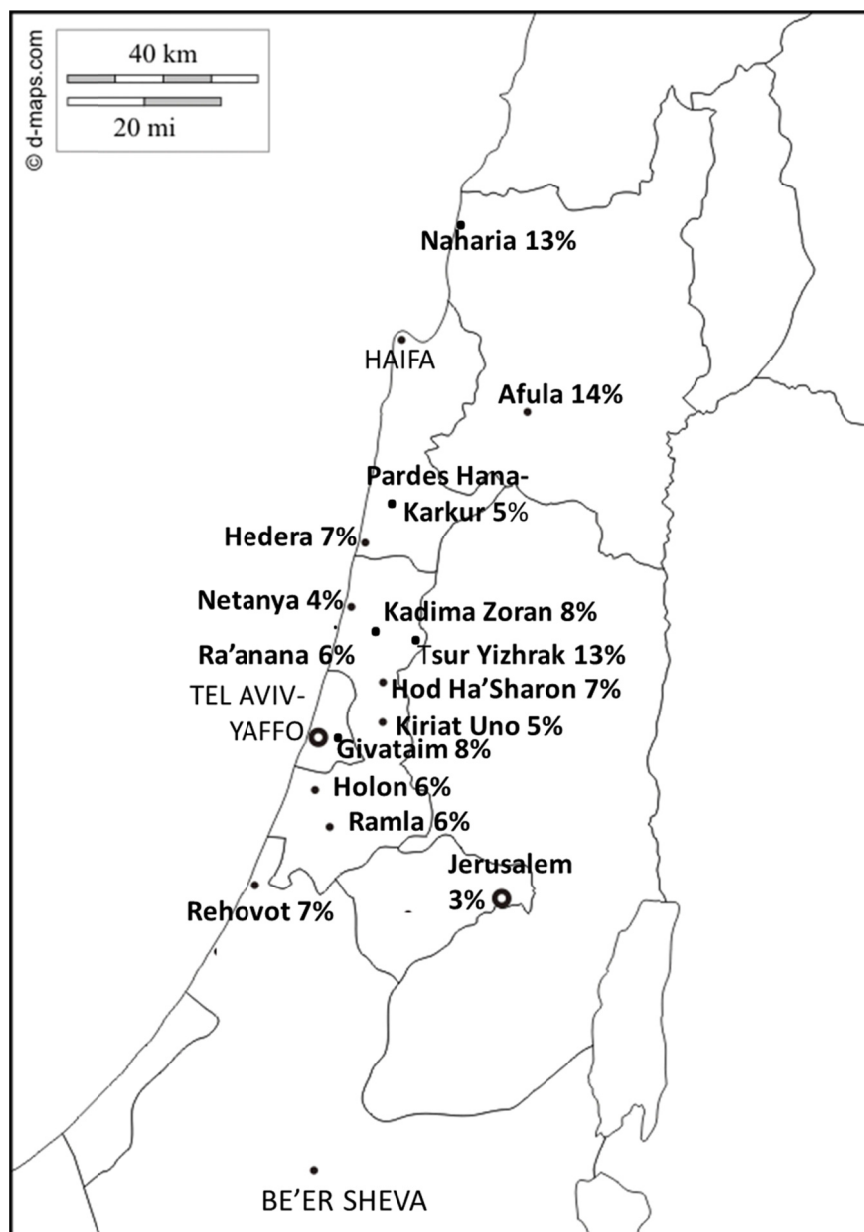 © d-maps.com
40 km
20 mi
Naharia 13%
HAIFA
Afula 14%
Pardes Hana-
Karkur 5%
Hedera 7%
Netanya 4%
Kadima Zoran 8%
Ra'anana 6%
Tsur Yizhrak 13%
TEL AVIV-
YAFFO
Hod Ha'Sharon 7%
Kiriat Uno 5%
Givataim 8%
Holon 6%
Ramla 6%
Jerusalem
3%
Rehovot 7%
BE'ER SHEVA